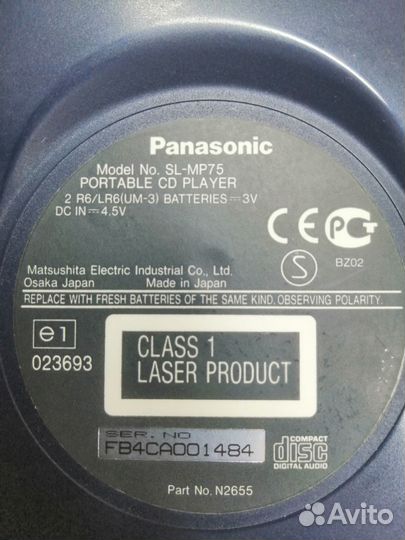 Panasonic
Model No. SL-MP75
PORTABLE CD PLAYER
2 R6/LR6(UM-3) BATTERIES ⎓ 3V
DC IN ⎓ 4.5V
CE PG
S BZ02
Matsushita Electric Industrial Co., Ltd.
Osaka Japan Made in Japan
REPLACE WITH FRESH BATTERIES OF THE SAME KIND, OBSERVING POLARITY.
e1
023693
CLASS 1
LASER PRODUCT
SER. NO
FB4CA001484
COMPACT
disc
DIGITAL AUDIO
Part No. N2655
Avito